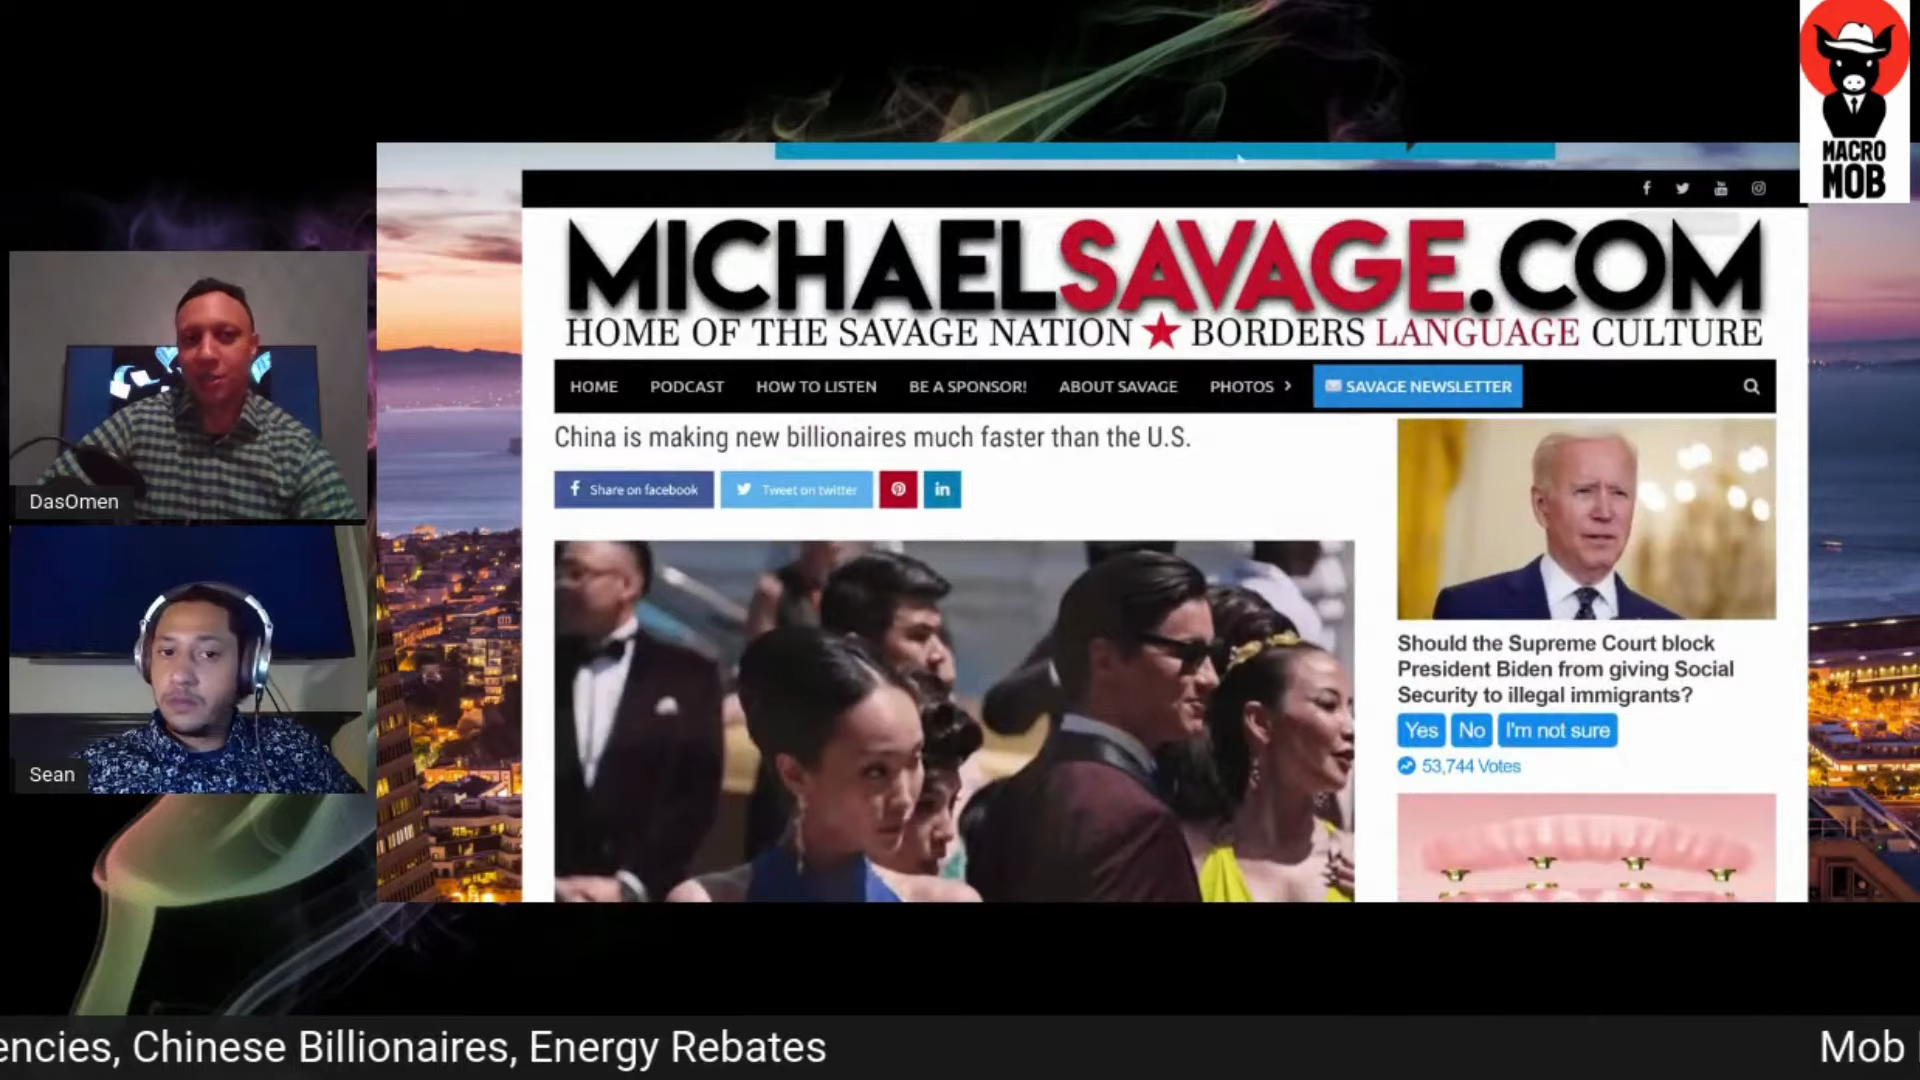 MACRO
MOB
MICHAELSAVAGE.COM
HOME OF THE SAVAGE NATION ★ BORDERS LANGUAGE CULTURE
HOME PODCAST HOW TO LISTEN BE A SPONSOR! ABOUT SAVAGE PHOTOS > SAVAGE NEWSLETTER
China is making new billionaires much faster than the U.S.
f Share on facebook Tweet on twitter in
DasOmen
Sean
Should the Supreme Court block
President Biden from giving Social
Security to illegal immigrants?
Yes No I'm not sure
53,744 Votes
encies, Chinese Billionaires, Energy Rebates
Mob